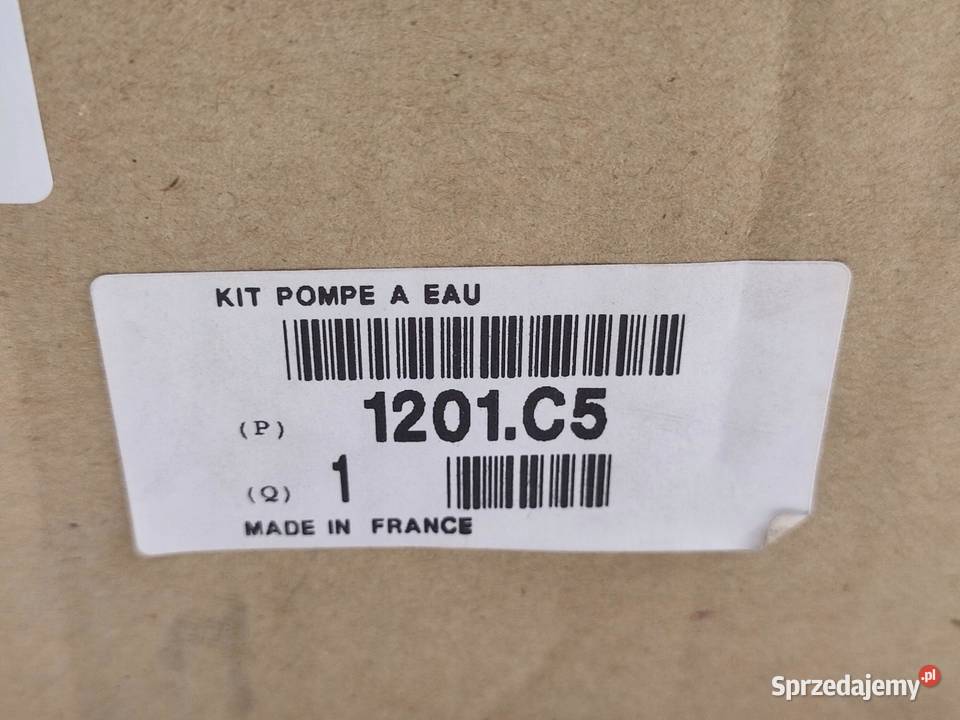 KIT POMPE A EAU
(P) 1201.C5
(Q) 1
MADE IN FRANCE
Sprzedajemy.pl